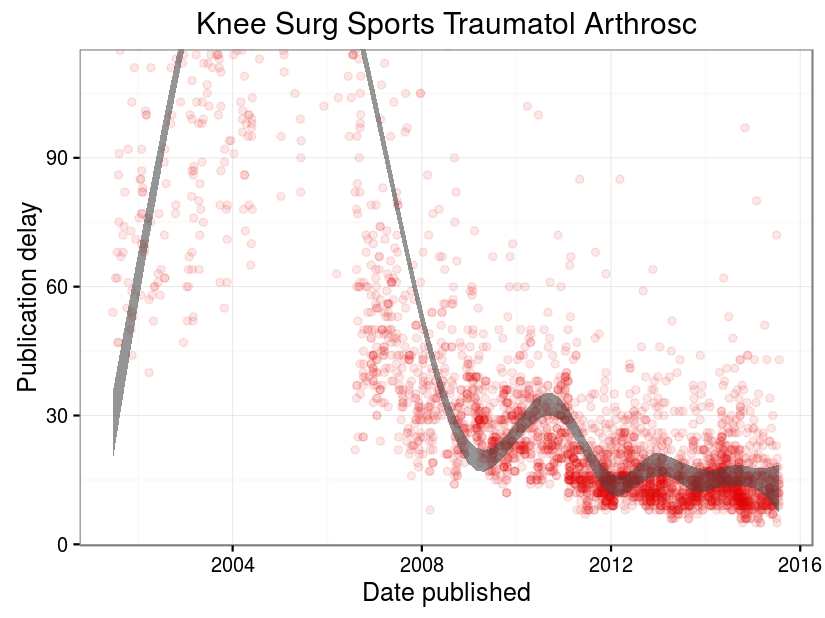 Knee Surg Sports Traumatol Arthrosc
Publication delay
90
60
30
0
2004 2008 2012 2016
Date published